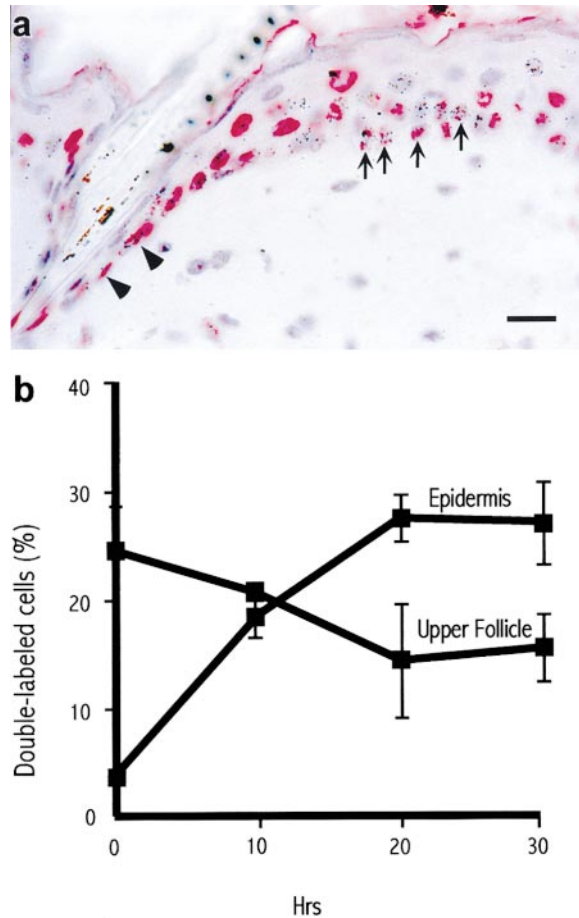 a
b
40
30
20
10
0
Double-labeled cells (%)
Epidermis
Upper Follicle
0 10 20 30
Hrs